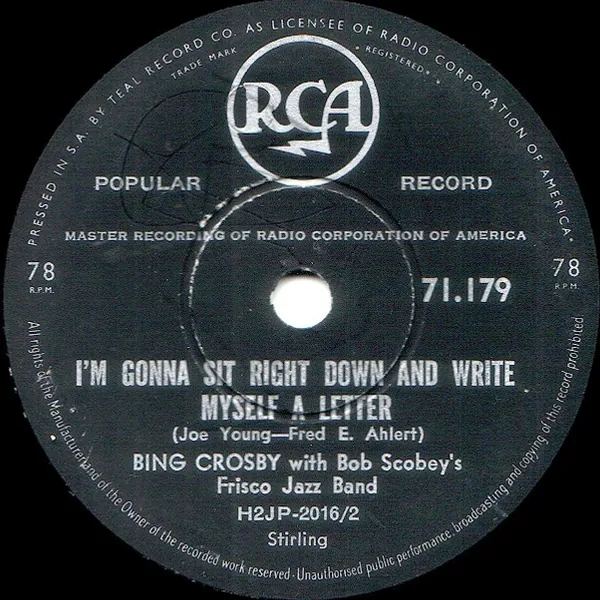 PRESSED IN S.A. BY TEAL RECORD CO. AS LICENSEE OF RADIO CORPORATION OF AMERICA.
TRADE MARK
REGISTERED
RCA
POPULAR RECORD
MASTER RECORDING OF RADIO CORPORATION OF AMERICA
78
R.P.M.
78
R.P.M.
71.179
I'M GONNA SIT RIGHT DOWN AND WRITE
MYSELF A LETTER
(Joe Young—Fred E. Ahlert)
BING CROSBY with Bob Scobey's
Frisco Jazz Band
H2JP-2016/2
Stirling
All rights of the Manufacturer and of the Owner of the recorded work reserved - Unauthorised public performance, broadcasting and copying of this record prohibited